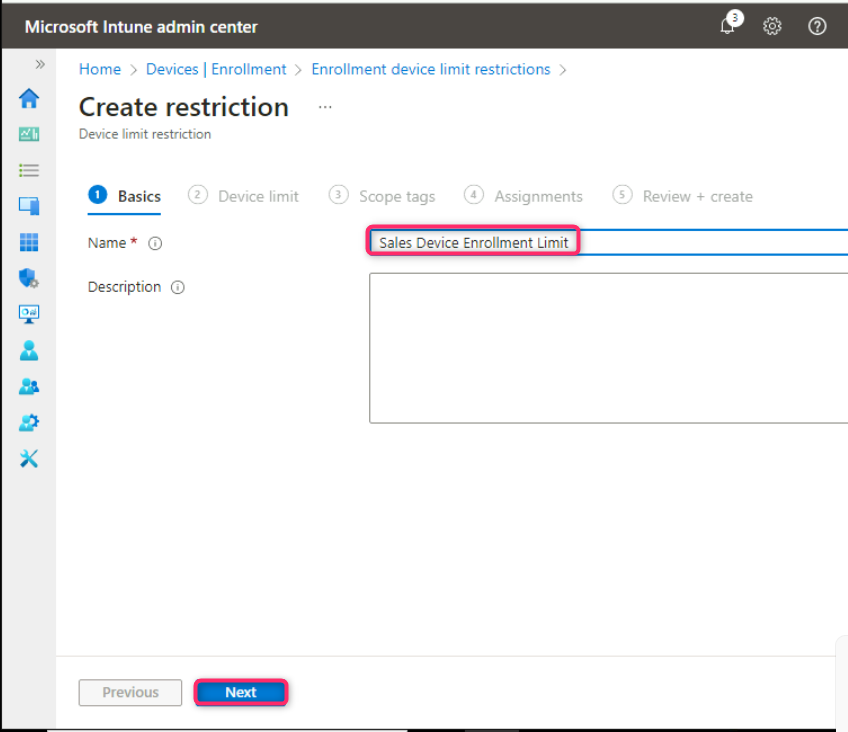 Microsoft Intune admin center 3
Home > Devices | Enrollment > Enrollment device limit restrictions >
Create restriction ...
Device limit restriction
1 Basics 2 Device limit 3 Scope tags 4 Assignments 5 Review + create
Name * Sales Device Enrollment Limit
Description
Previous Next